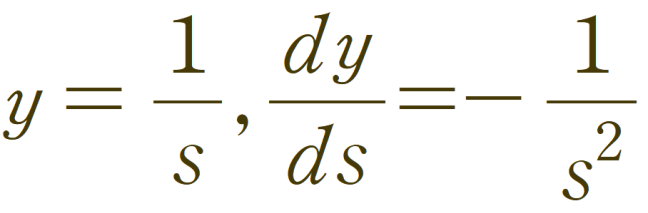 y = 1/s, dy/ds = - 1/s²